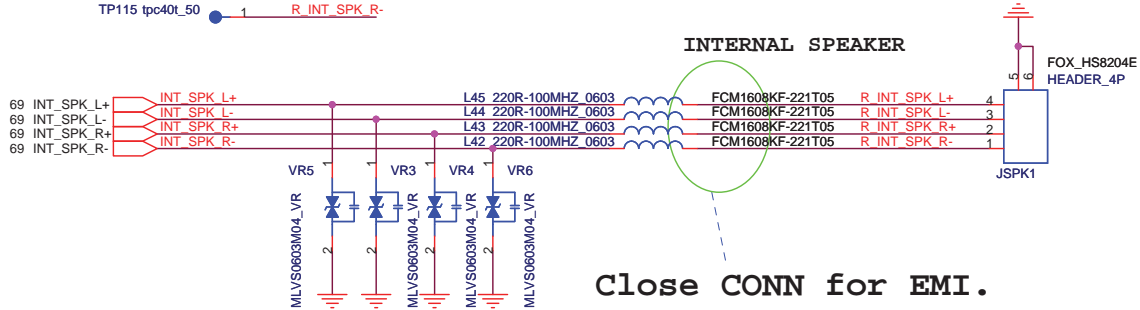 TP115 tpc40t_50 1 R_INT_SPK_R-
INTERNAL SPEAKER
5 6 FOX_HS8204E
HEADER_4P
69 INT_SPK_L+ INT_SPK_L+ L45 220R-100MHZ_0603 FCM1608KF-221T05 R_INT_SPK_L+ 4
69 INT_SPK_L- INT_SPK_L- L44 220R-100MHZ_0603 FCM1608KF-221T05 R_INT_SPK_L- 3
69 INT_SPK_R+ INT_SPK_R+ L43 220R-100MHZ_0603 FCM1608KF-221T05 R_INT_SPK_R+ 2
69 INT_SPK_R- INT_SPK_R- L42 220R-100MHZ_0603 FCM1608KF-221T05 R_INT_SPK_R- 1
JSPK1
VR5 1 VR3 1 VR4 1 VR6 1
MLVS0603M04_VR MLVS0603M04_VR MLVS0603M04_VR MLVS0603M04_VR
2 2 2 2
Close CONN for EMI.